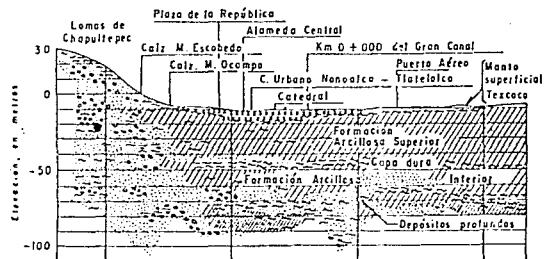 Lomas de
Chapultepec
Plaza de la República
Alameda Central
Calz. M. Escobedo
Km 0 + 000 del Gran Canal
Calz. M. Ocampo
Puerto Aéreo
Manto
superficial
C. Urbano Nonoalco - Tlatelolco
Texcoco
Catedral
30
0
-50
-100
Elevación, en metros
Formación
Arcillosa Superior
Capa dura
Formación Arcillosa
Interior
Depósitos profundos